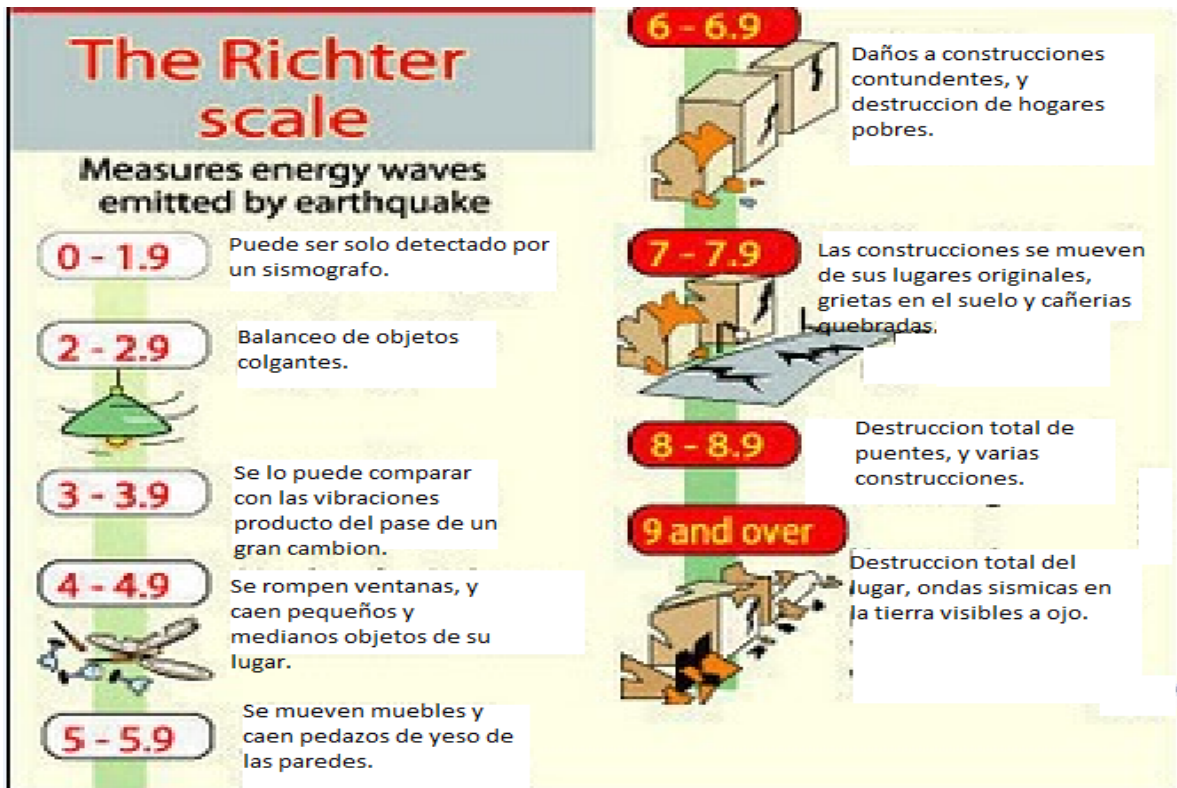 The Richter
scale
Measures energy waves
emitted by earthquake
0 - 1.9
Puede ser solo detectado por
un sismografo.
2 - 2.9
Balanceo de objetos
colgantes.
3 - 3.9
Se lo puede comparar
con las vibraciones
producto del pase de un
gran cambion.
4 - 4.9
Se rompen ventanas, y
caen pequeños y
medianos objetos de su
lugar.
5 - 5.9
Se mueven muebles y
caen pedazos de yeso de
las paredes.
6 - 6.9
Daños a construcciones
contundentes, y
destruccion de hogares
pobres.
7 - 7.9
Las construcciones se mueven
de sus lugares originales,
grietas en el suelo y cañerias
quebradas.
8 - 8.9
Destruccion total de
puentes, y varias
construcciones.
9 and over
Destruccion total del
lugar, ondas sismicas en
la tierra visibles a ojo.